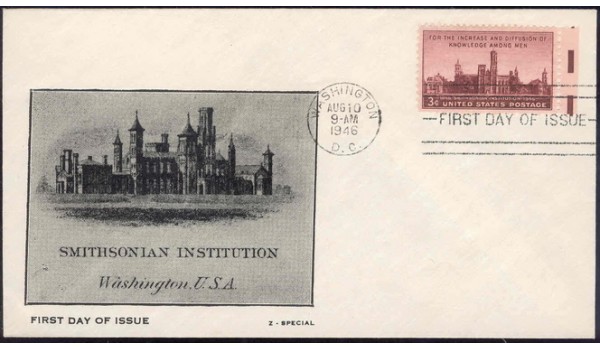 FOR THE INCREASE AND DIFFUSION OF
KNOWLEDGE AMONG MEN
3¢ UNITED STATES POSTAGE
WASHINGTON
AUG 10
9-AM
1946
D. C.
FIRST DAY OF ISSUE
SMITHSONIAN INSTITUTION
Washington, U.S.A.
FIRST DAY OF ISSUE
Z - SPECIAL